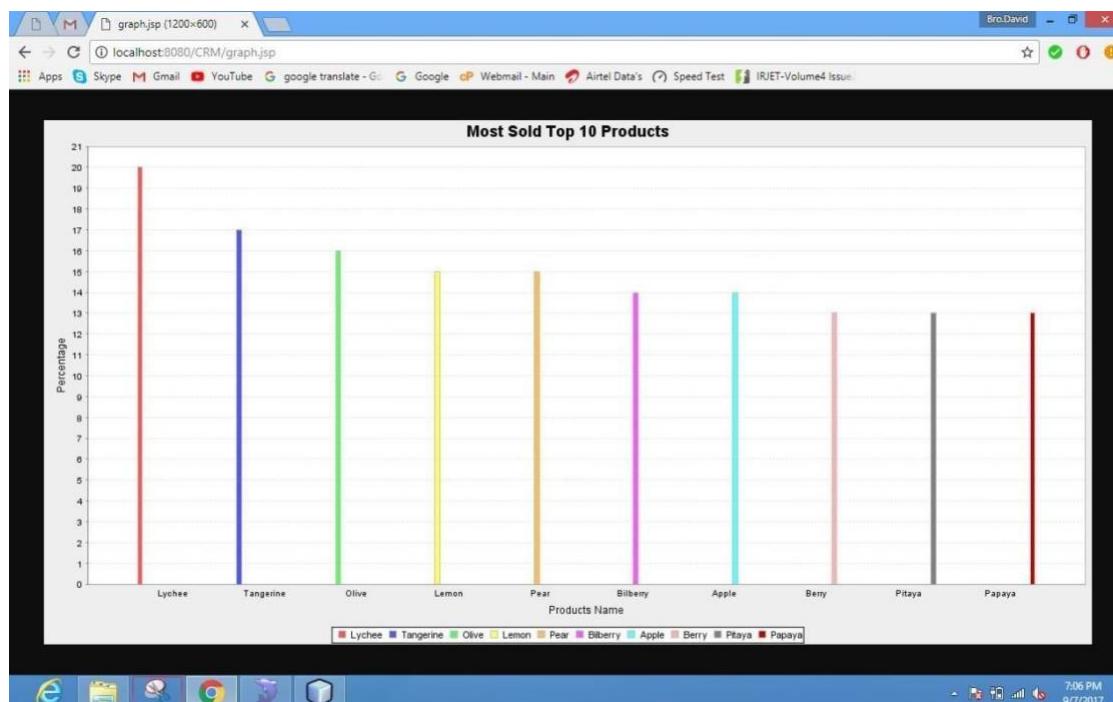 graph.jsp (1200×600)
Bro.David
localhost:8080/CRM/graph.jsp
Apps Skype Gmail YouTube google translate - Go Google Webmail - Main Airtel Data's Speed Test IRJET-Volume4 Issue
Most Sold Top 10 Products
21
20
19
18
17
16
15
14
13
12
11
10
9
8
7
6
5
4
3
2
1
0
Percentage
Lychee Tangerine Olive Lemon Pear Bilberry Apple Berry Pitaya Papaya
Products Name
Lychee Tangerine Olive Lemon Pear Bilberry Apple Berry Pitaya Papaya
7:06 PM
9/7/2017